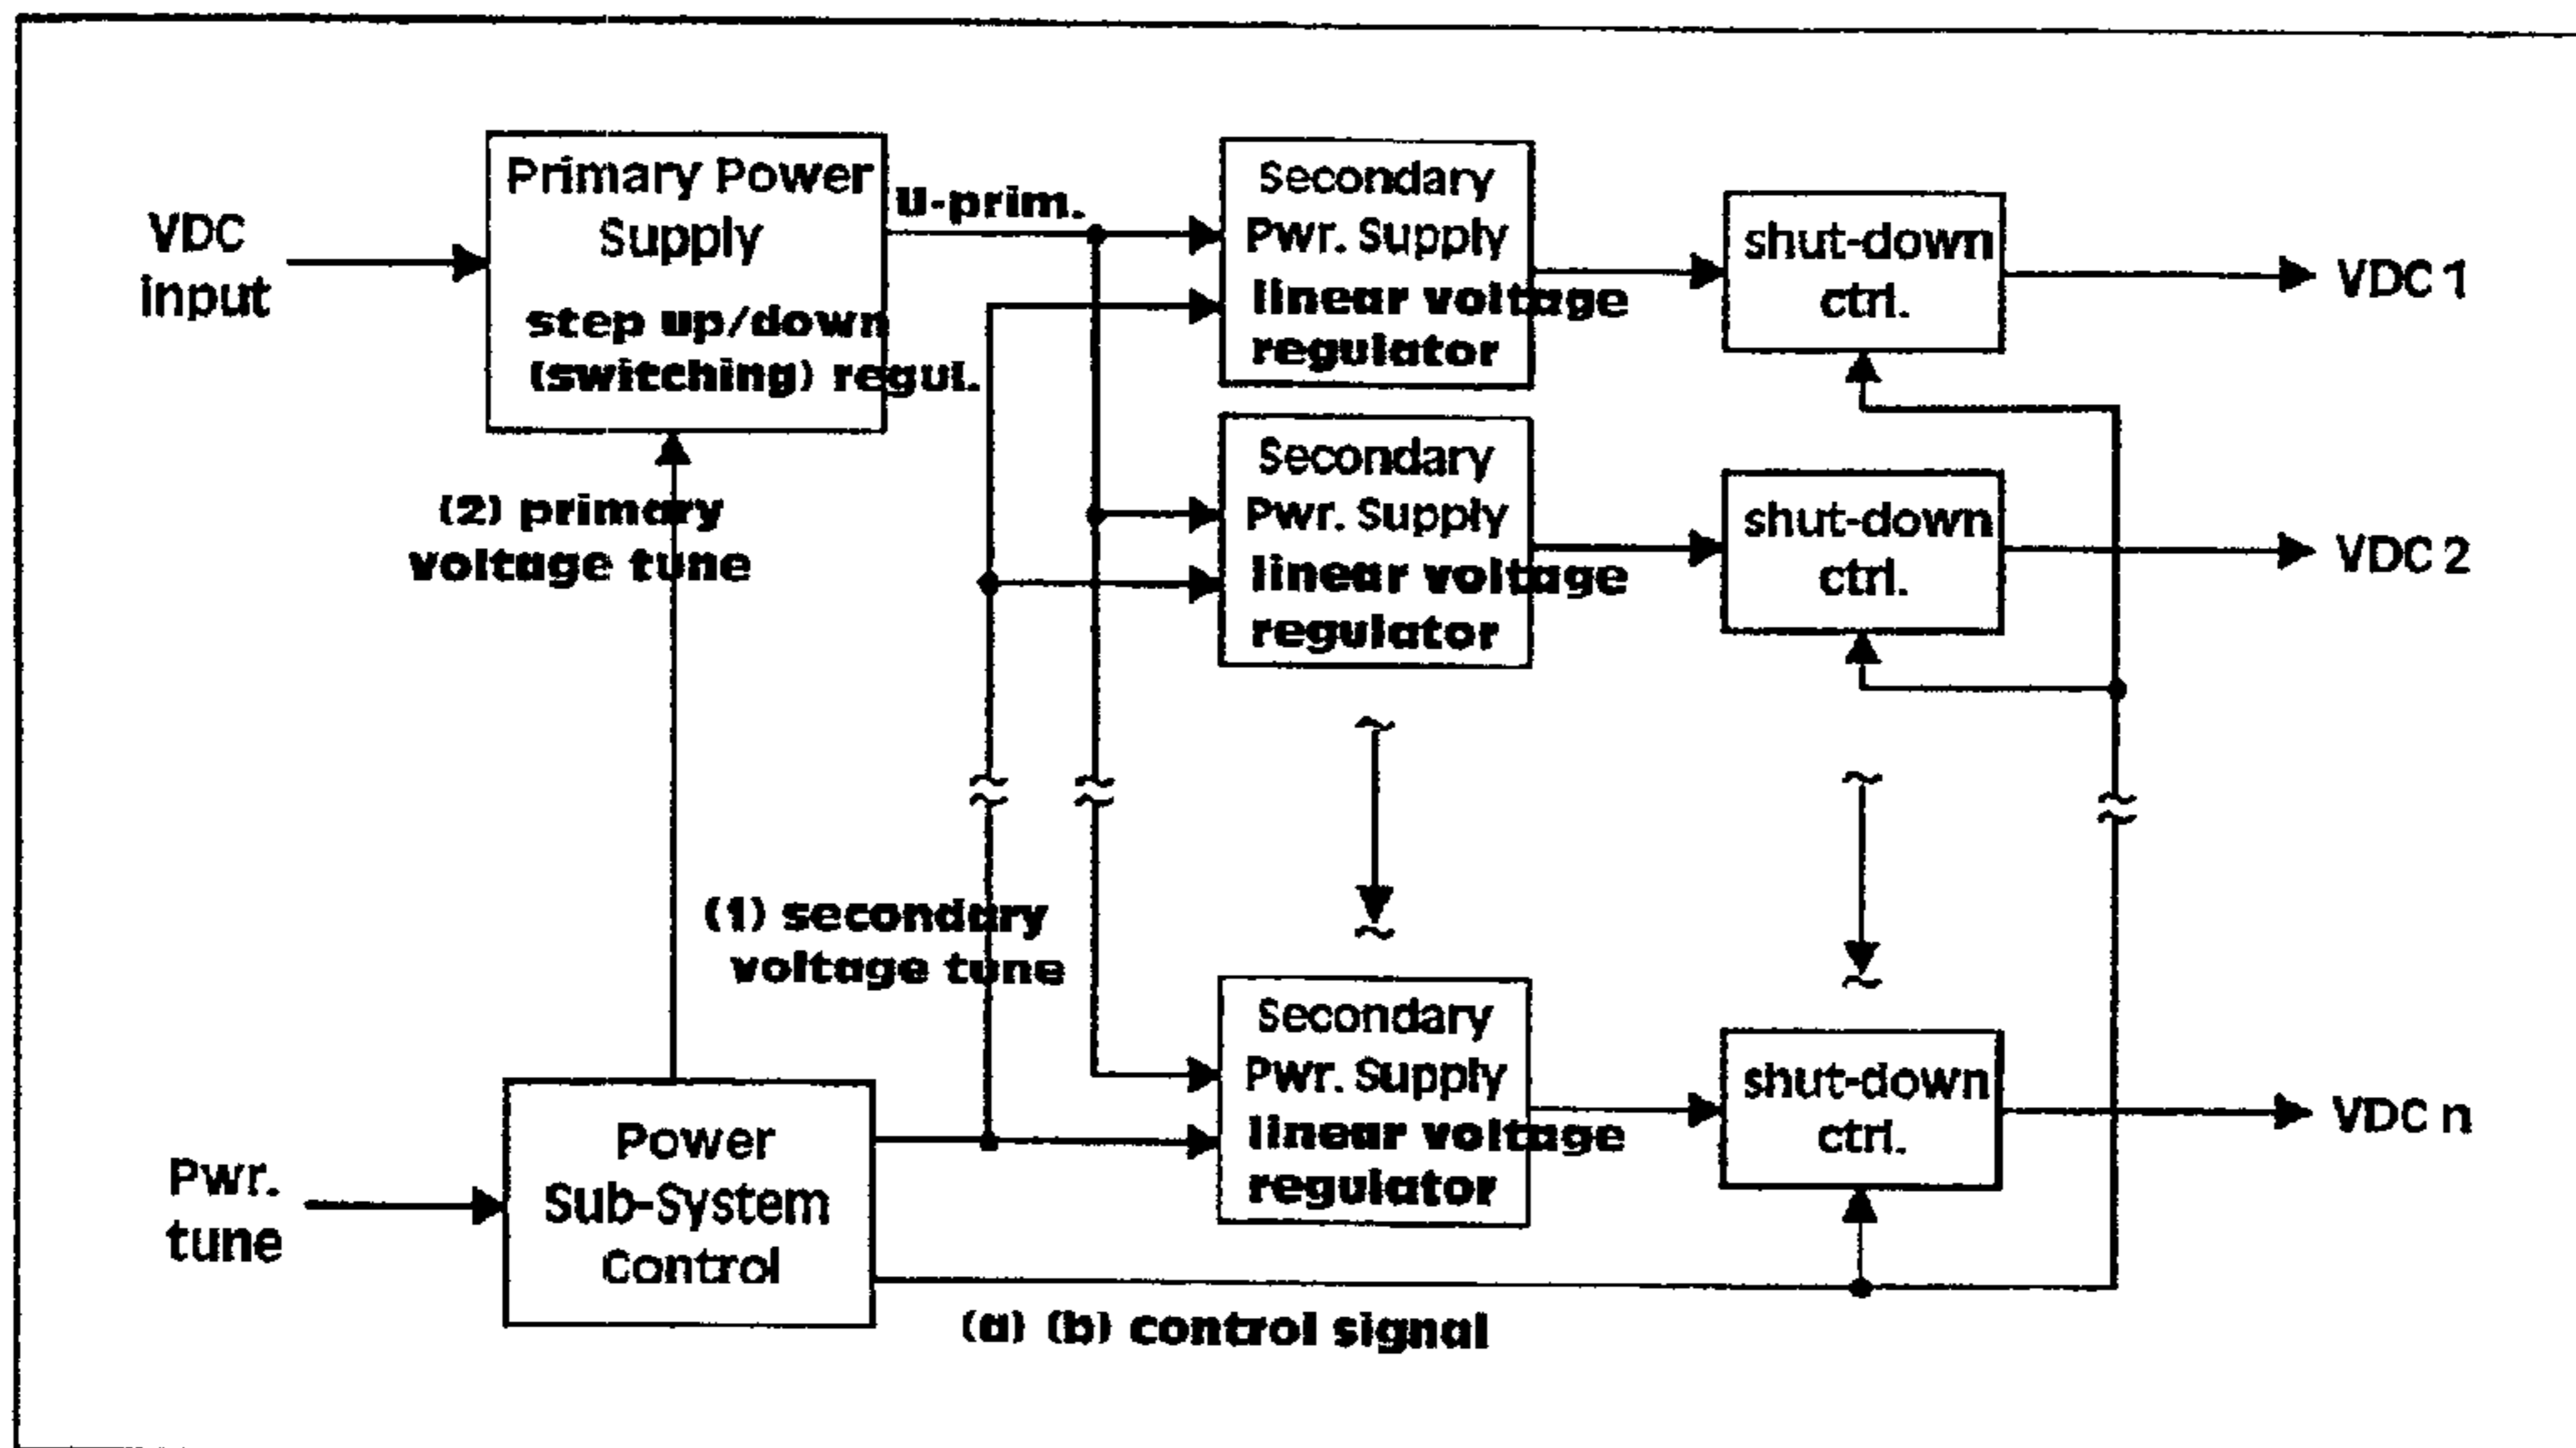 VDC
input
Primary Power
Supply
step up/down
(switching) regul.
U-prim.
Secondary
Pwr. Supply
linear voltage
regulator
shut-down
ctrl.
VDC 1
(2) primary
voltage tune
Secondary
Pwr. Supply
linear voltage
regulator
shut-down
ctrl.
VDC 2
(1) secondary
voltage tune
Secondary
Pwr. Supply
linear voltage
regulator
shut-down
ctrl.
VDC n
Pwr.
tune
Power
Sub-System
Control
(a) (b) control signal